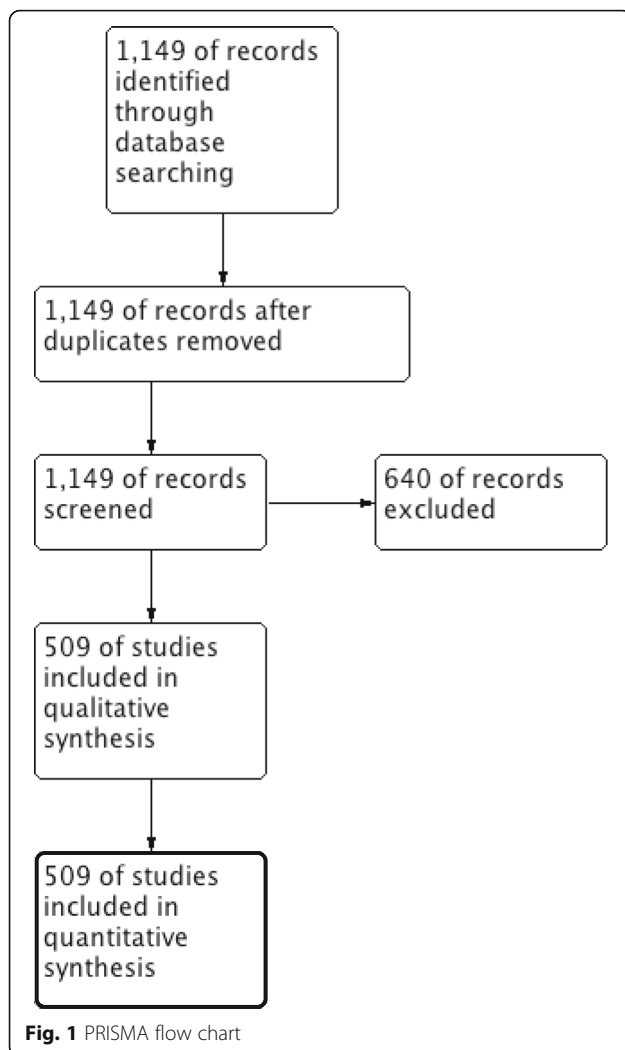 1,149 of records
identified
through
database
searching
1,149 of records after
duplicates removed
1,149 of records
screened
640 of records
excluded
509 of studies
included in
qualitative
synthesis
509 of studies
included in
quantitative
synthesis
Fig. 1 PRISMA flow chart